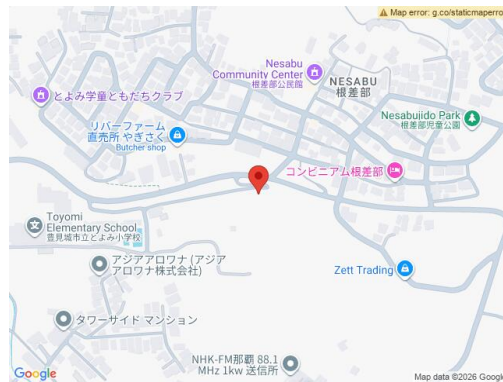 Map error: g.co/staticmaperro
Nesabu
Community Center
根差部公民館
NESABU
根差部
とよみ学童ともだちクラブ
Nesabuiido Park
根差部児童公園
リバーファーム
直売所 やぎさく
Butcher shop
コンビニアム根差部
Toyomi
Elementary School
豊見城市立とよみ小学校
アジアアロワナ (アジア
アロワナ株式会社)
Zett Trading
タワーサイド マンション
NHK-FM那覇 88.1
MHz 1kw 送信所
Google
Map data ©2026 Google